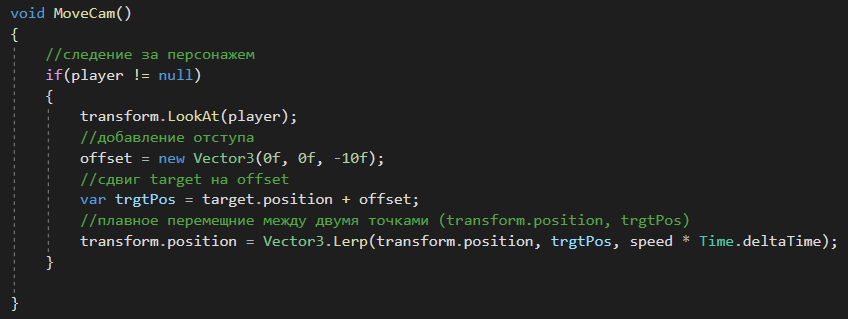 void MoveCam()
{
//следение за персонажем
if(player != null)
{
transform.LookAt(player);
//добавление отступа
offset = new Vector3(0f, 0f, -10f);
//сдвиг target на offset
var trgtPos = target.position + offset;
//плавное перемещние между двумя точками (transform.position, trgtPos)
transform.position = Vector3.Lerp(transform.position, trgtPos, speed * Time.deltaTime);
}
}